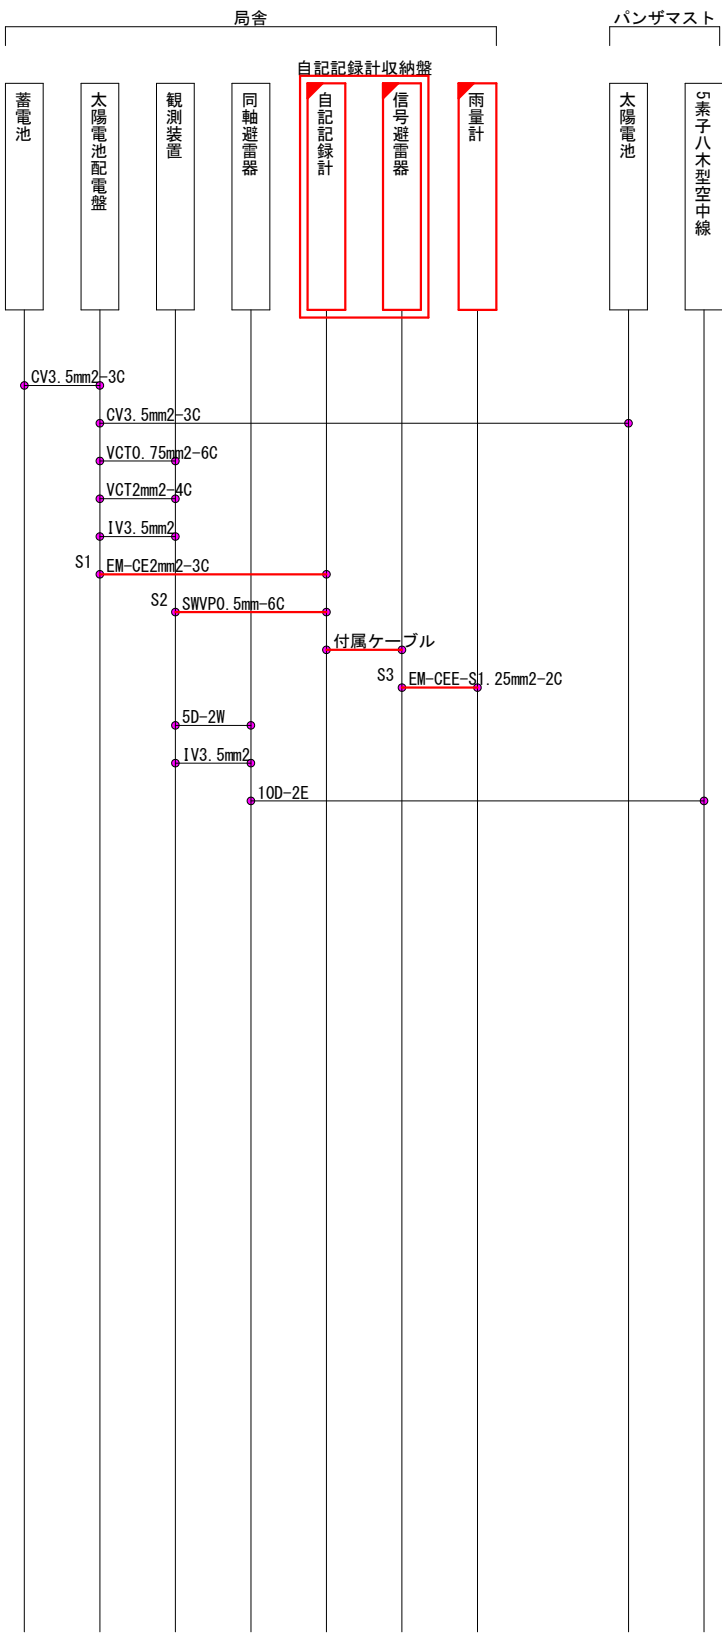 局舎
パンザマスト
自記記録計収納盤
蓄電池
太陽電池配電盤
観測装置
同軸避雷器
自記記録計
信号避雷器
雨量計
太陽電池
5素子八木型空中線
CV3.5mm2-3C
CV3.5mm2-3C
VCT0.75mm2-6C
VCT2mm2-4C
IV3.5mm2
S1 EM-CE2mm2-3C
S2 SWVP0.5mm-6C
付属ケーブル
S3 EM-CEE-S1.25mm2-2C
5D-2W
IV3.5mm2
10D-2E